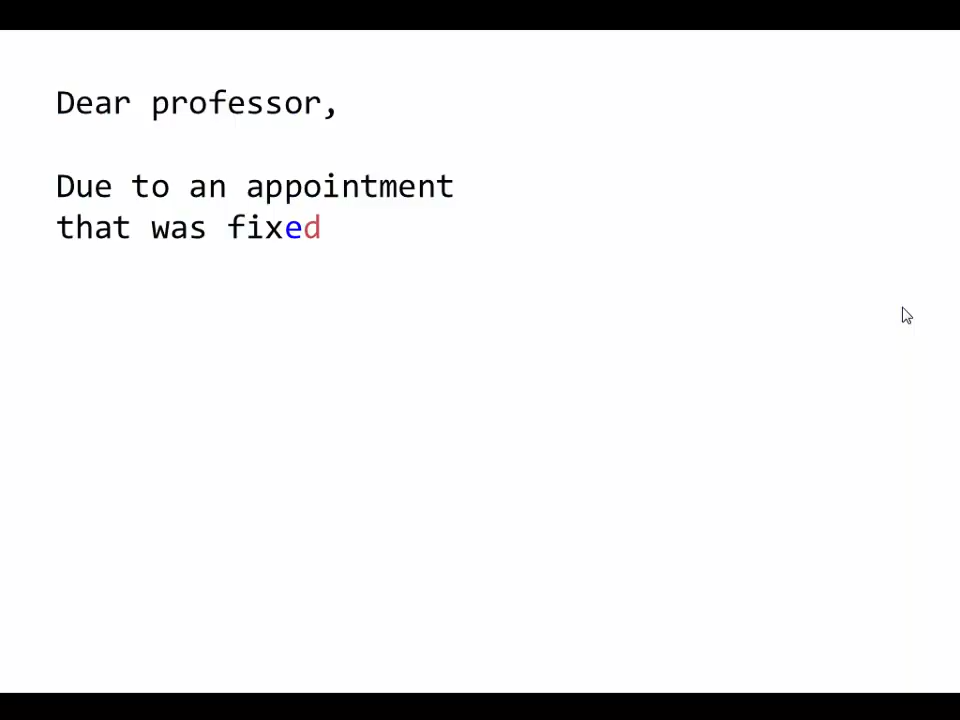 Dear professor,
Due to an appointment
that was fixed